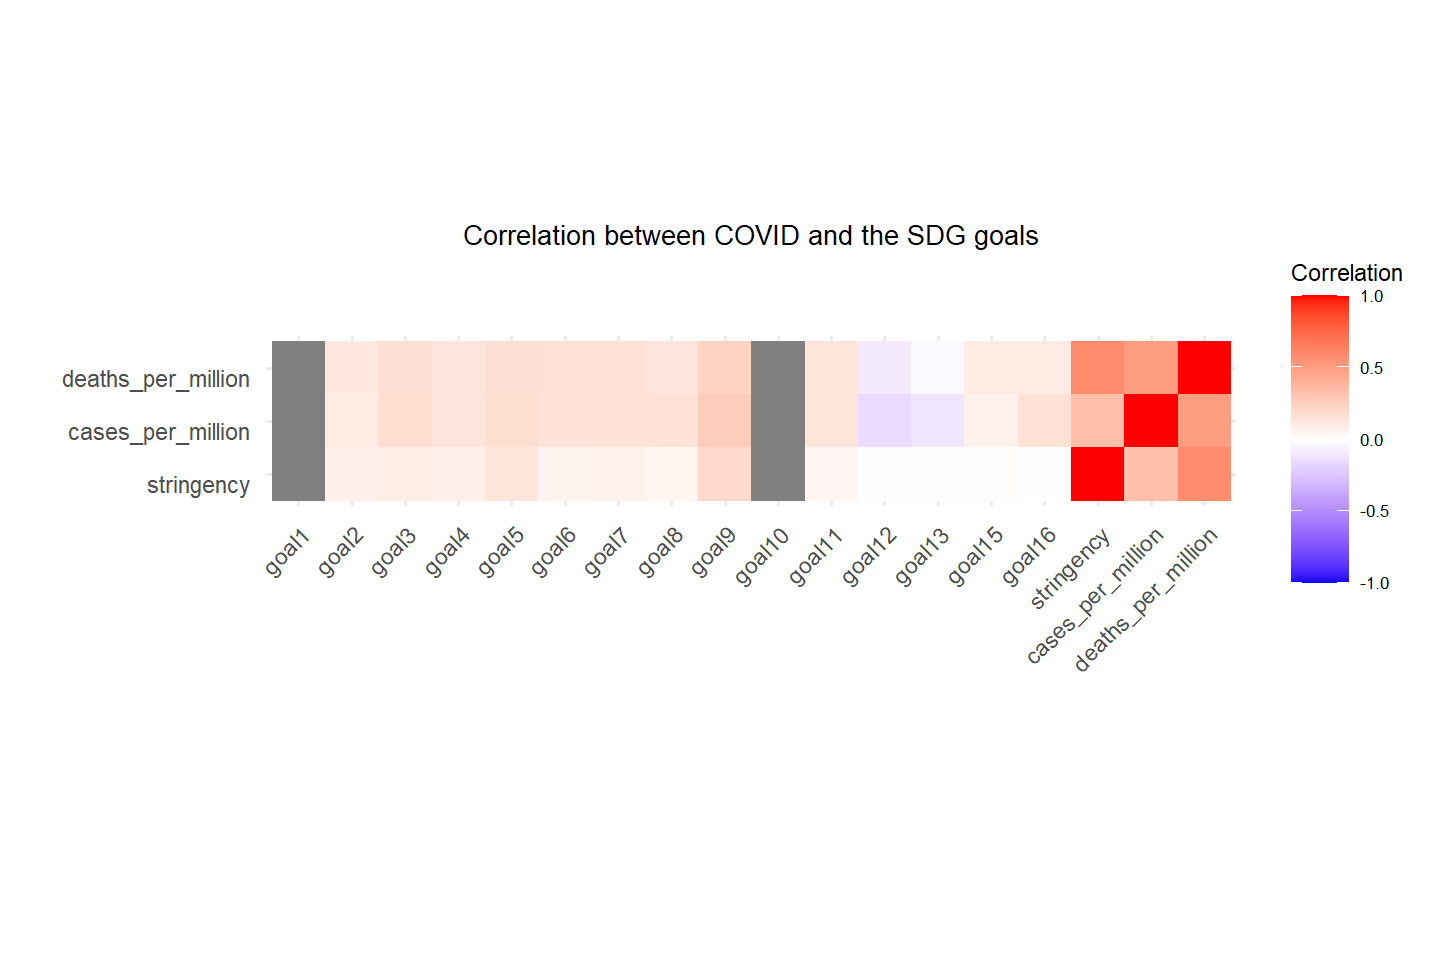 Correlation between COVID and the SDG goals
Correlation
1.0
0.5
0.0
-0.5
-1.0
deaths_per_million
cases_per_million
stringency
goal1
goal2
goal3
goal4
goal5
goal6
goal7
goal8
goal9
goal10
goal11
goal12
goal13
goal15
goal16
stringency
cases_per_million
deaths_per_million